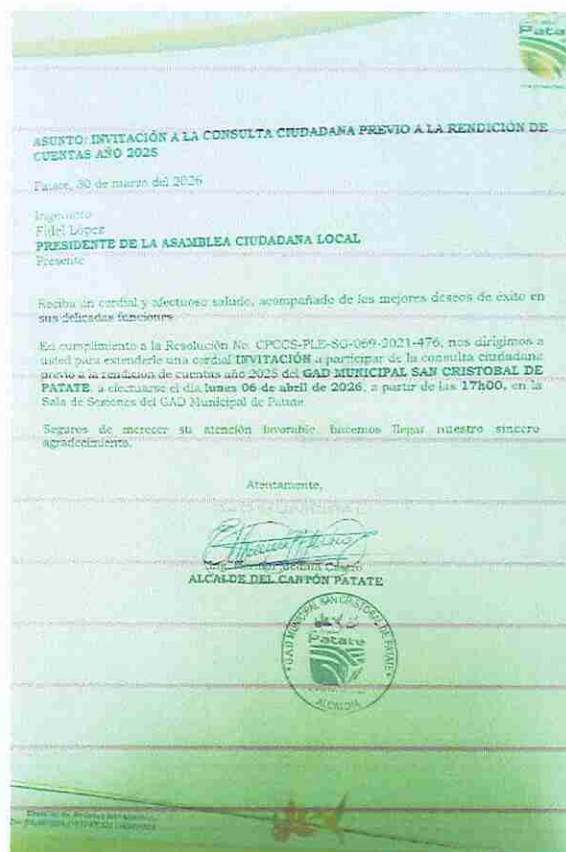 Patate
ASUNTO: INVITACIÓN A LA CONSULTA CIUDADANA PREVIO A LA RENDICIÓN DE
CUENTAS AÑO 2025
Patate, 30 de marzo del 2026
Ingeniero
Fidel López
PRESIDENTE DE LA ASAMBLEA CIUDADANA LOCAL
Presente
Reciba un cordial y afectuoso saludo, acompañado de los mejores deseos de éxito en
sus delicadas funciones
En cumplimiento a la Resolución No. CPCCS-PLE-SG-069-2021-476, nos dirigimos a
usted para extenderle una cordial INVITACIÓN a participar de la consulta ciudadana
previo a la rendición de cuentas año 2025 del GAD MUNICIPAL SAN CRISTOBAL DE
PATATE, a efectuarse el día lunes 06 de abril de 2026, a partir de las 17h00, en la
Sala de Sesiones del GAD Municipal de Patate
Seguros de merecer su atención favorable, hacemos llegar nuestro sincero
agradecimiento.
Atentamente,
ALCALDE DEL CANTÓN PATATE
G.A.D MUNICIPAL SAN CRISTOBAL DE PATATE
Patate
ALCALDÍA